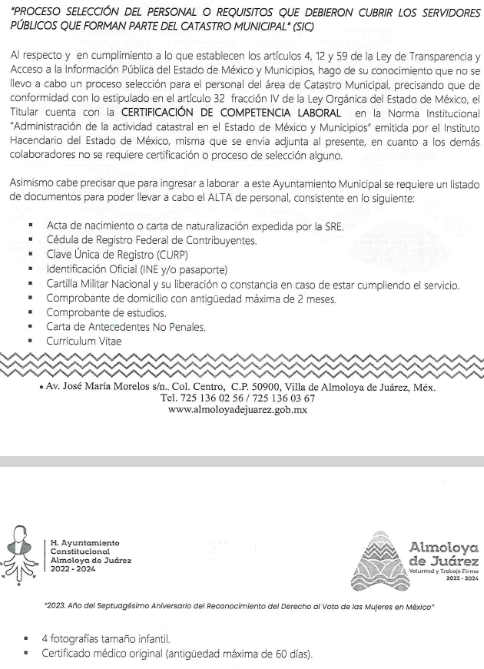 "PROCESO SELECCIÓN DEL PERSONAL O REQUISITOS QUE DEBIERON CUBRIR LOS SERVIDORES
PÚBLICOS QUE FORMAN PARTE DEL CATASTRO MUNICIPAL" (SIC)
Al respecto y en cumplimiento a lo que establecen los artículos 4, 12 y 59 de la Ley de Transparencia y
Acceso a la Información Pública del Estado de México y Municipios, hago de su conocimiento que no se
llevo a cabo un proceso selección para el personal del área de Catastro Municipal, precisando que de
conformidad con lo estipulado en el artículo 32 fracción IV de la Ley Orgánica del Estado de México, el
Titular cuenta con la CERTIFICACIÓN DE COMPETENCIA LABORAL en la Norma Institucional
"Administración de la actividad catastral en el Estado de México y Municipios" emitida por el Instituto
Hacendario del Estado de México, misma que se envia adjunta al presente, en cuanto a los demás
colaboradores no se requiere certificación o proceso de selección alguno.
Asimismo cabe precisar que para ingresar a laborar a este Ayuntamiento Municipal se requiere un listado
de documentos para poder llevar a cabo el ALTA de personal, consistente en lo siguiente:
▪ Acta de nacimiento o carta de naturalización expedida por la SRE.
▪ Cédula de Registro Federal de Contribuyentes.
▪ Clave Única de Registro (CURP)
▪ Identificación Oficial (INE y/o pasaporte)
▪ Cartilla Militar Nacional y su liberación o constancia en caso de estar cumpliendo el servicio.
▪ Comprobante de domicilio con antigüedad máxima de 2 meses.
▪ Comprobante de estudios.
▪ Carta de Antecedentes No Penales.
▪ Curriculum Vitae
• Av. José María Morelos s/n. Col. Centro, C.P. 50900, Villa de Almoloya de Juárez, Méx.
Tel. 725 136 02 56 / 725 136 03 67
www.almoloyadejuarez.gob.mx
H. Ayuntamiento
Constitucional
Almoloya de Juárez
2022 - 2024
Almoloya
de Juárez
Voluntad y Trabajo Firme
2022 - 2024
"2023. Año del Septuagésimo Aniversario del Reconocimiento del Derecho al Voto de las Mujeres en México"
▪ 4 fotografías tamaño infantil.
▪ Certificado médico original (antigüedad máxima de 60 días).